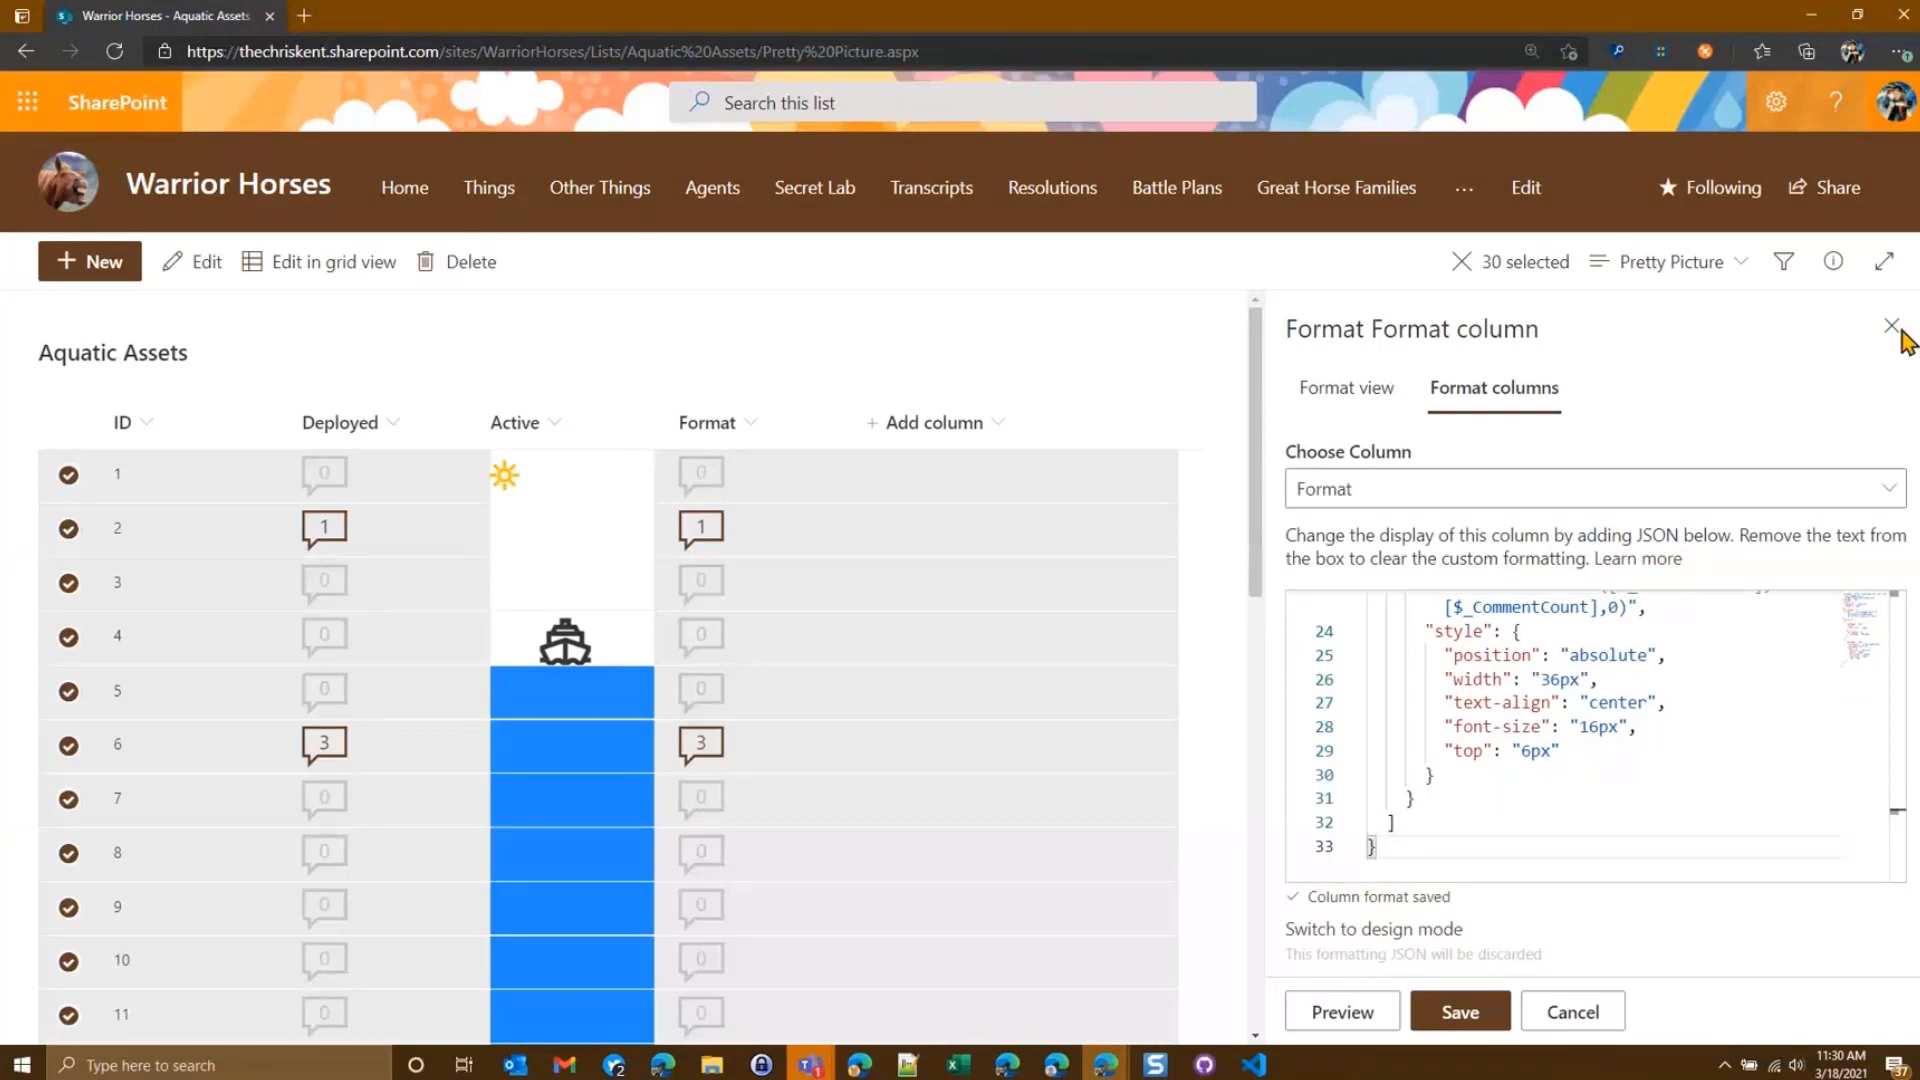 Warrior Horses - Aquatic Assets
https://thechriskent.sharepoint.com/sites/WarriorHorses/Lists/Aquatic%20Assets/Pretty%20Picture.aspx
SharePoint
Search this list
Warrior Horses
Home Things Other Things Agents Secret Lab Transcripts Resolutions Battle Plans Great Horse Families ... Edit
Following Share
+ New Edit Edit in grid view Delete
30 selected Pretty Picture
Aquatic Assets
ID Deployed Active Format + Add column
1 0 0
2 1 1
3 0 0
4 0 0
5 0 0
6 3 3
7 0 0
8 0 0
9 0 0
10 0 0
11 0 0
Format Format column
Format view Format columns
Choose Column
Format
Change the display of this column by adding JSON below. Remove the text from
the box to clear the custom formatting. Learn more
[$_CommentCount],0)",
24 "style": {
25 "position": "absolute",
26 "width": "36px",
27 "text-align": "center",
28 "font-size": "16px",
29 "top": "6px"
30 }
31 }
32 ]
33 }
Column format saved
Switch to design mode
This formatting JSON will be discarded
Preview Save Cancel
Type here to search
11:30 AM
3/18/2021
37